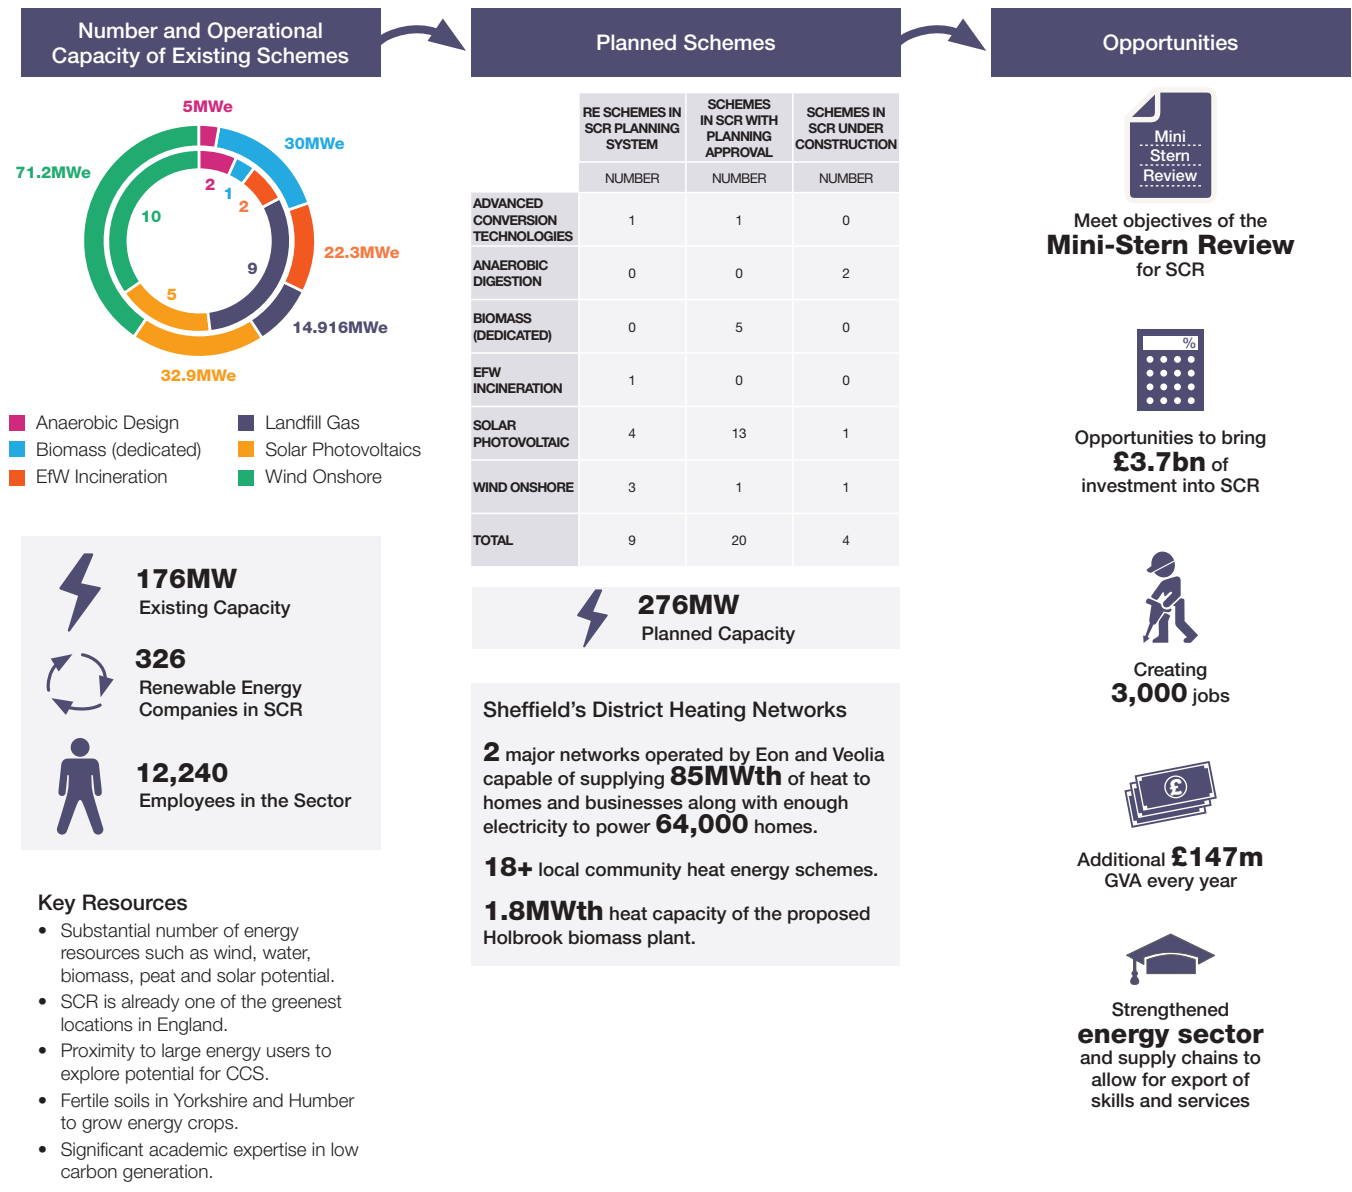 Number and Operational
Capacity of Existing Schemes
5MWe
30MWe
71.2MWe
2
1
2
10
22.3MWe
9
5
14.916MWe
32.9MWe
Anaerobic Design
Biomass (dedicated)
EfW Incineration
Landfill Gas
Solar Photovoltaics
Wind Onshore
176MW
Existing Capacity
326
Renewable Energy
Companies in SCR
12,240
Employees in the Sector
Key Resources
• Substantial number of energy
resources such as wind, water,
biomass, peat and solar potential.
• SCR is already one of the greenest
locations in England.
• Proximity to large energy users to
explore potential for CCS.
• Fertile soils in Yorkshire and Humber
to grow energy crops.
• Significant academic expertise in low
carbon generation.
Planned Schemes
RE SCHEMES IN
SCR PLANNING
SYSTEM
SCHEMES
IN SCR WITH
PLANNING
APPROVAL
SCHEMES IN
SCR UNDER
CONSTRUCTION
NUMBER NUMBER NUMBER
ADVANCED
CONVERSION
TECHNOLOGIES
1 1 0
ANAEROBIC
DIGESTION
0 0 2
BIOMASS
(DEDICATED)
0 5 0
EFW
INCINERATION
1 0 0
SOLAR
PHOTOVOLTAIC
4 13 1
WIND ONSHORE 3 1 1
TOTAL 9 20 4
276MW
Planned Capacity
Sheffield's District Heating Networks
2 major networks operated by Eon and Veolia
capable of supplying 85MWth of heat to
homes and businesses along with enough
electricity to power 64,000 homes.
18+ local community heat energy schemes.
1.8MWth heat capacity of the proposed
Holbrook biomass plant.
Opportunities
Mini
Stern
Review
Meet objectives of the
Mini-Stern Review
for SCR
%
Opportunities to bring
£3.7bn of
investment into SCR
Creating
3,000 jobs
£
Additional £147m
GVA every year
Strengthened
energy sector
and supply chains to
allow for export of
skills and services